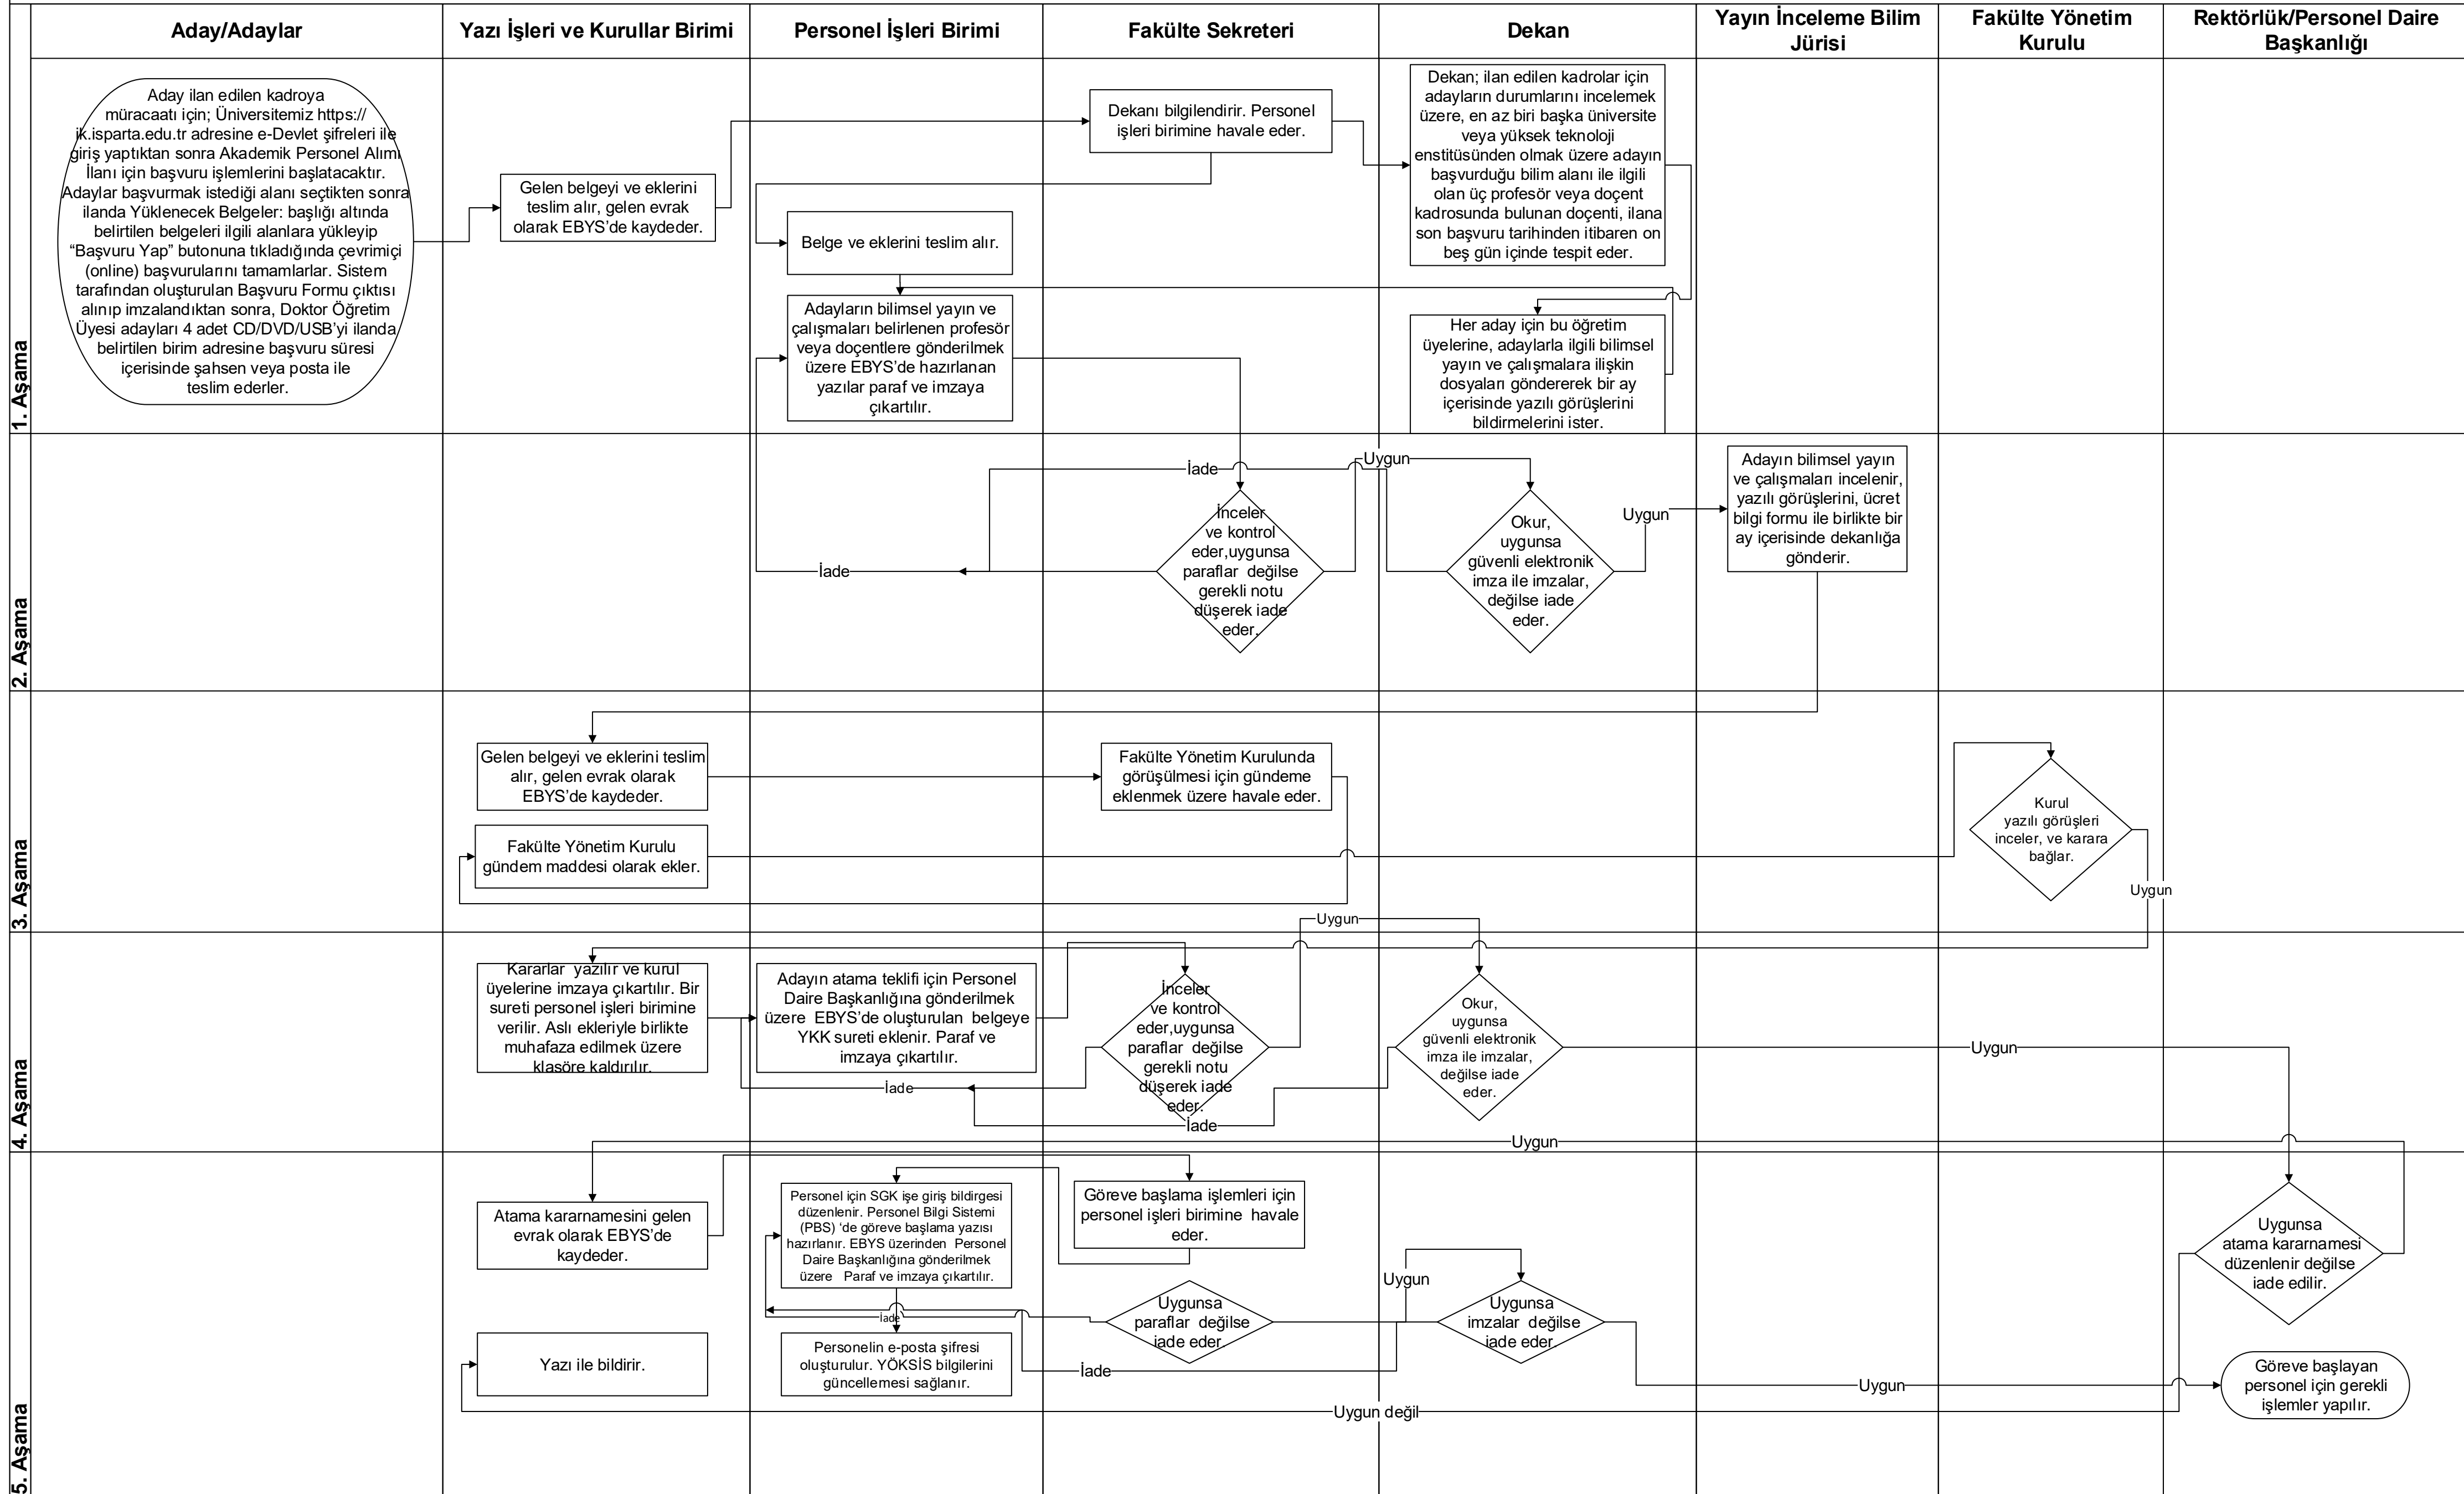 Aday/Adaylar
Yazı İşleri ve Kurullar Birimi
Personel İşleri Birimi
Fakülte Sekreteri
Dekan
Yayın İnceleme Bilim
Jürisi
Fakülte Yönetim
Kurulu
Rektörlük/Personel Daire
Başkanlığı
1. Aşama
Aday ilan edilen kadroya
müracaatı için; Üniversitemiz https://
ik.isparta.edu.tr adresine e-Devlet şifreleri ile
giriş yaptıktan sonra Akademik Personel Alımı
İlanı için başvuru işlemlerini başlatacaktır.
Adaylar başvurmak istediği alanı seçtikten sonra
ilanda Yüklenecek Belgeler: başlığı altında
belirtilen belgeleri ilgili alanlara yükleyip
“Başvuru Yap” butonuna tıkladığında çevrimiçi
(online) başvurularını tamamlarlar. Sistem
tarafından oluşturulan Başvuru Formu çıktısı
alınıp imzalandıktan sonra, Doktor Öğretim
Üyesi adayları 4 adet CD/DVD/USB’yi ilanda
belirtilen birim adresine başvuru süresi
içerisinde şahsen veya posta ile
teslim ederler.
Gelen belgeyi ve eklerini
teslim alır, gelen evrak
olarak EBYS’de kaydeder.
Dekanı bilgilendirir. Personel
işleri birimine havale eder.
Dekan; ilan edilen kadrolar için
adayların durumlarını incelemek
üzere, en az biri başka üniversite
veya yüksek teknoloji
enstitüsünden olmak üzere adayın
başvurduğu bilim alanı ile ilgili
olan üç profesör veya doçent
kadrosunda bulunan doçenti, ilana
son başvuru tarihinden itibaren on
beş gün içinde tespit eder.
Belge ve eklerini teslim alır.
Adayların bilimsel yayın ve
çalışmaları belirlenen profesör
veya doçentlere gönderilmek
üzere EBYS’de hazırlanan
yazılar paraf ve imzaya
çıkartılır.
Her aday için bu öğretim
üyelerine, adaylarla ilgili bilimsel
yayın ve çalışmalara ilişkin
dosyaları göndererek bir ay
içerisinde yazılı görüşlerini
bildirmelerini ister.
2. Aşama
İade
Uygun
İade
İnceler
ve kontrol
eder,uygunsa
paraflar değilse
gerekli notu
düşerek iade
eder.
Okur,
uygunsa
güvenli elektronik
imza ile imzalar,
değilse iade
eder.
Uygun
Adayın bilimsel yayın
ve çalışmaları incelenir,
yazılı görüşlerini, ücret
bilgi formu ile birlikte bir
ay içerisinde dekanlığa
gönderir.
3. Aşama
Gelen belgeyi ve eklerini teslim
alır, gelen evrak olarak
EBYS’de kaydeder.
Fakülte Yönetim Kurulunda
görüşülmesi için gündeme
eklenmek üzere havale eder.
Fakülte Yönetim Kurulu
gündem maddesi olarak ekler.
Kurul
yazılı görüşleri
inceler, ve karara
bağlar.
Uygun
Uygun
4. Aşama
Kararlar yazılır ve kurul
üyelerine imzaya çıkartılır. Bir
sureti personel işleri birimine
verilir. Aslı ekleriyle birlikte
muhafaza edilmek üzere
klasöre kaldırılır.
Adayın atama teklifi için Personel
Daire Başkanlığına gönderilmek
üzere EBYS’de oluşturulan belgeye
YKK sureti eklenir. Paraf ve
imzaya çıkartılır.
İade
İnceler
ve kontrol
eder,uygunsa
paraflar değilse
gerekli notu
düşerek iade
eder.
İade
Okur,
uygunsa
güvenli elektronik
imza ile imzalar,
değilse iade
eder.
Uygun
Uygun
5. Aşama
Atama kararnamesini gelen
evrak olarak EBYS’de
kaydeder.
Personel için SGK işe giriş bildirgesi
düzenlenir. Personel Bilgi Sistemi
(PBS) ‘de göreve başlama yazısı
hazırlanır. EBYS üzerinden Personel
Daire Başkanlığına gönderilmek
üzere Paraf ve imzaya çıkartılır.
Göreve başlama işlemleri için
personel işleri birimine havale
eder.
Uygunsa
atama kararnamesi
düzenlenir değilse
iade edilir.
İade
Uygunsa
paraflar değilse
iade eder
Uygun
Uygunsa
imzalar değilse
iade eder
Yazı ile bildirir.
Personelin e-posta şifresi
oluşturulur. YÖKSİS bilgilerini
güncellemesi sağlanır.
İade
Uygun
Göreve başlayan
personel için gerekli
işlemler yapılır.
Uygun değil